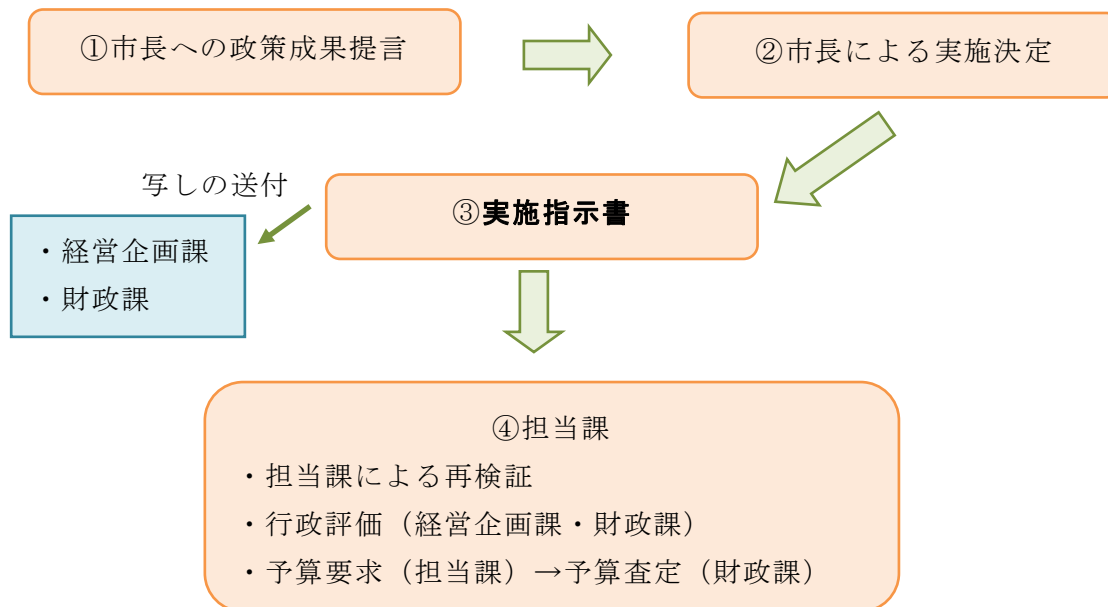 ①市長への政策成果提言
②市長による実施決定
写しの送付
③実施指示書
・経営企画課
・財政課
④担当課
・担当課による再検証
・行政評価（経営企画課・財政課）
・予算要求（担当課）→予算査定（財政課）